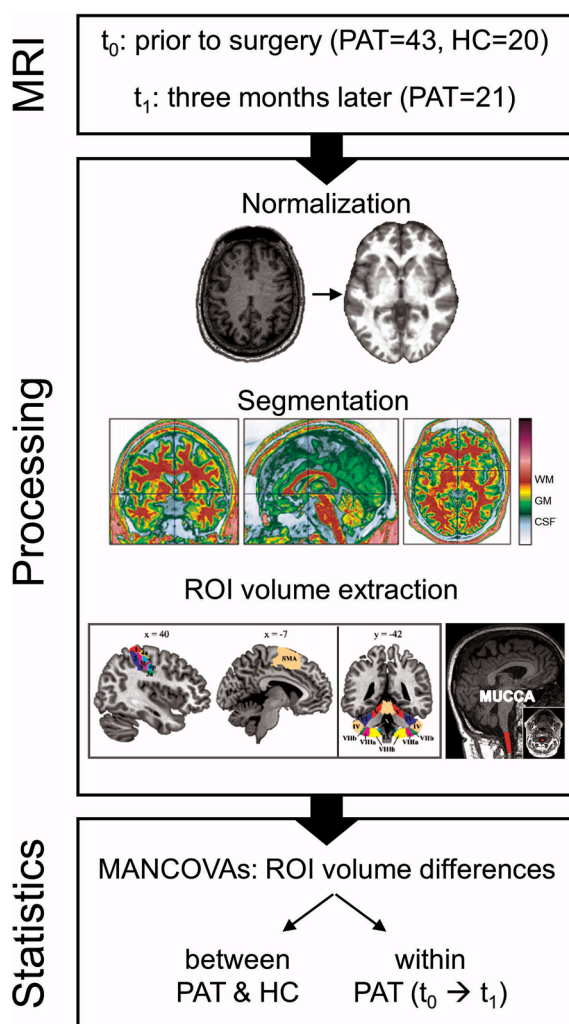 MRI
t0: prior to surgery (PAT=43, HC=20)
t1: three months later (PAT=21)
Processing
Normalization
Segmentation
WM
GM
CSF
ROI volume extraction
x = 40
x = -7
y = -42
SMA
IV
IV
VIIb
VIIIa
VIIIb
VIIIa
VIIb
MUCCA
Statistics
MANCOVAs: ROI volume differences
between
PAT & HC
within
PAT (t0 → t1)